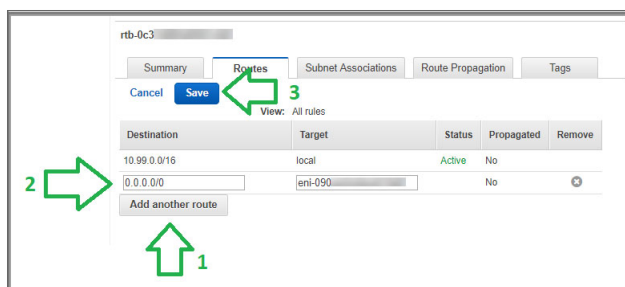 rtb-0c3
Summary Routes Subnet Associations Route Propagation Tags
Cancel Save 3
View: All rules
Destination Target Status Propagated Remove
10.99.0.0/16 local Active No
2 0.0.0.0/0 eni-090 No
Add another route
1